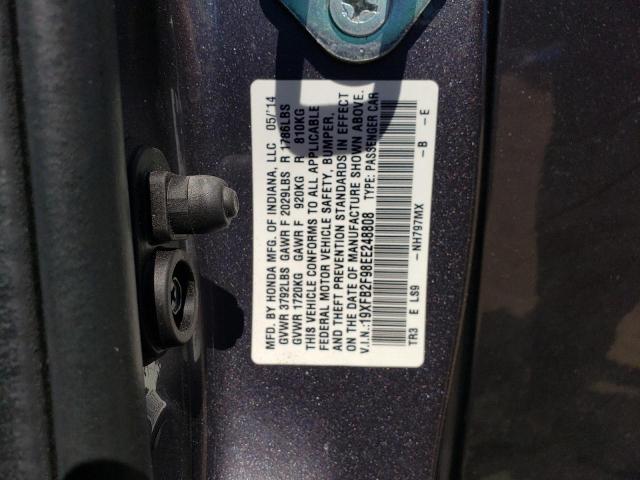 MFD. BY HONDA MFG. OF INDIANA, LLC 05/'14
GVWR 3792LBS GAWR F 2029LBS R 1786LBS
GVWR 1720KG GAWR F 920KG R 810KG
THIS VEHICLE CONFORMS TO ALL APPLICABLE
FEDERAL MOTOR VEHICLE SAFETY, BUMPER,
AND THEFT PREVENTION STANDARDS IN EFFECT
ON THE DATE OF MANUFACTURE SHOWN ABOVE.
V.I.N.:19XFB2F98EE248808 TYPE: PASSENGER CAR
TR3 E LS9 -NH797MX -B -E